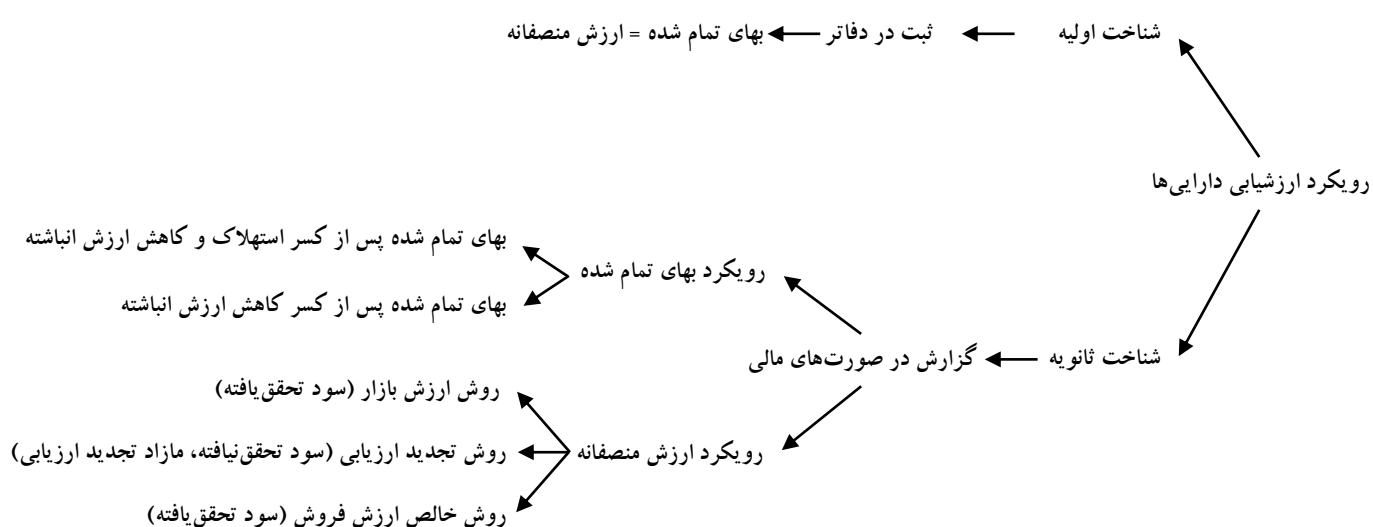 شناخت اولیه ثبت در دفاتر بهای تمام شده = ارزش منصفانه
رویکرد ارزشیابی دارایی‌ها
بهای تمام شده پس از کسر استهلاک و کاهش ارزش انباشته
رویکرد بهای تمام شده
بهای تمام شده پس از کسر کاهش ارزش انباشته
شناخت ثانویه گزارش در صورت‌های مالی
روش ارزش بازار (سود تحقق‌یافته)
رویکرد ارزش منصفانه روش تجدید ارزیابی (سود تحقق‌نیافته، مازاد تجدید ارزیابی)
روش خالص ارزش فروش (سود تحقق‌یافته)